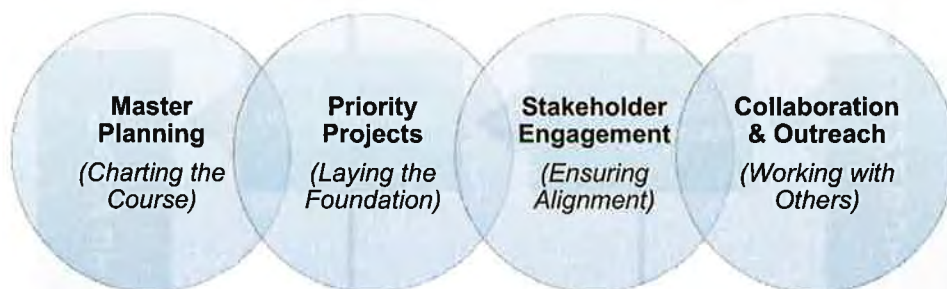 Master
Planning
(Charting the
Course)
Priority
Projects
(Laying the
Foundation)
Stakeholder
Engagement
(Ensuring
Alignment)
Collaboration
& Outreach
(Working with
Others)